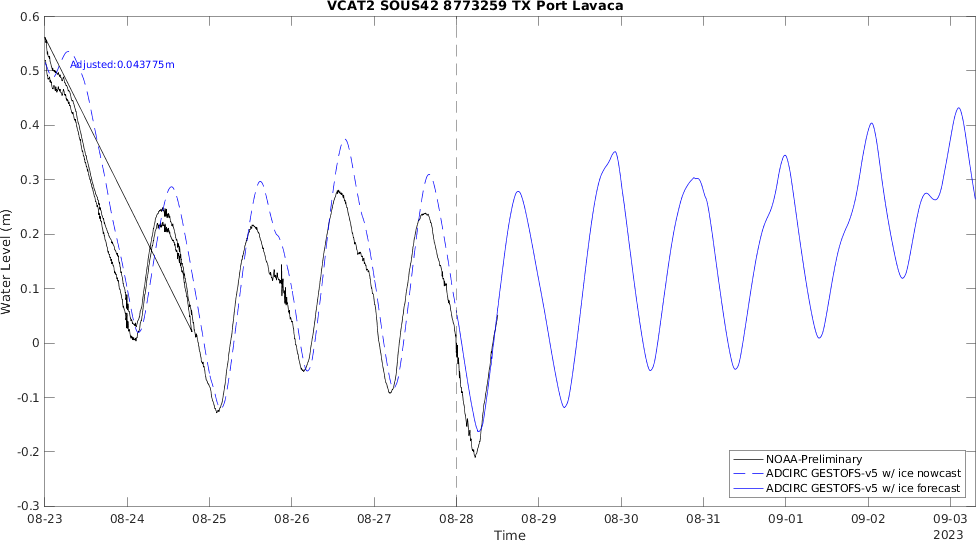 VCAT2 SOUS42 8773259 TX Port Lavaca
0.6
0.5
0.4
0.3
0.2
0.1
0
-0.1
-0.2
-0.3
Water Level (m)
Adjusted:0.043775m
NOAA-Preliminary
ADCIRC GESTOFS-v5 w/ ice nowcast
ADCIRC GESTOFS-v5 w/ ice forecast
08-23 08-24 08-25 08-26 08-27 08-28 08-29 08-30 08-31 09-01 09-02 09-03
Time 2023